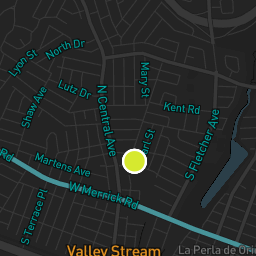 Lyon St
North Dr
Mary St
Lutz Dr
Shaw Ave
N Central Ave
Kent Rd
S Fletcher Ave
Rd
Martens Ave
W Merrick Rd
S Terrace Pl
Valley Stream
La Perla de Ori